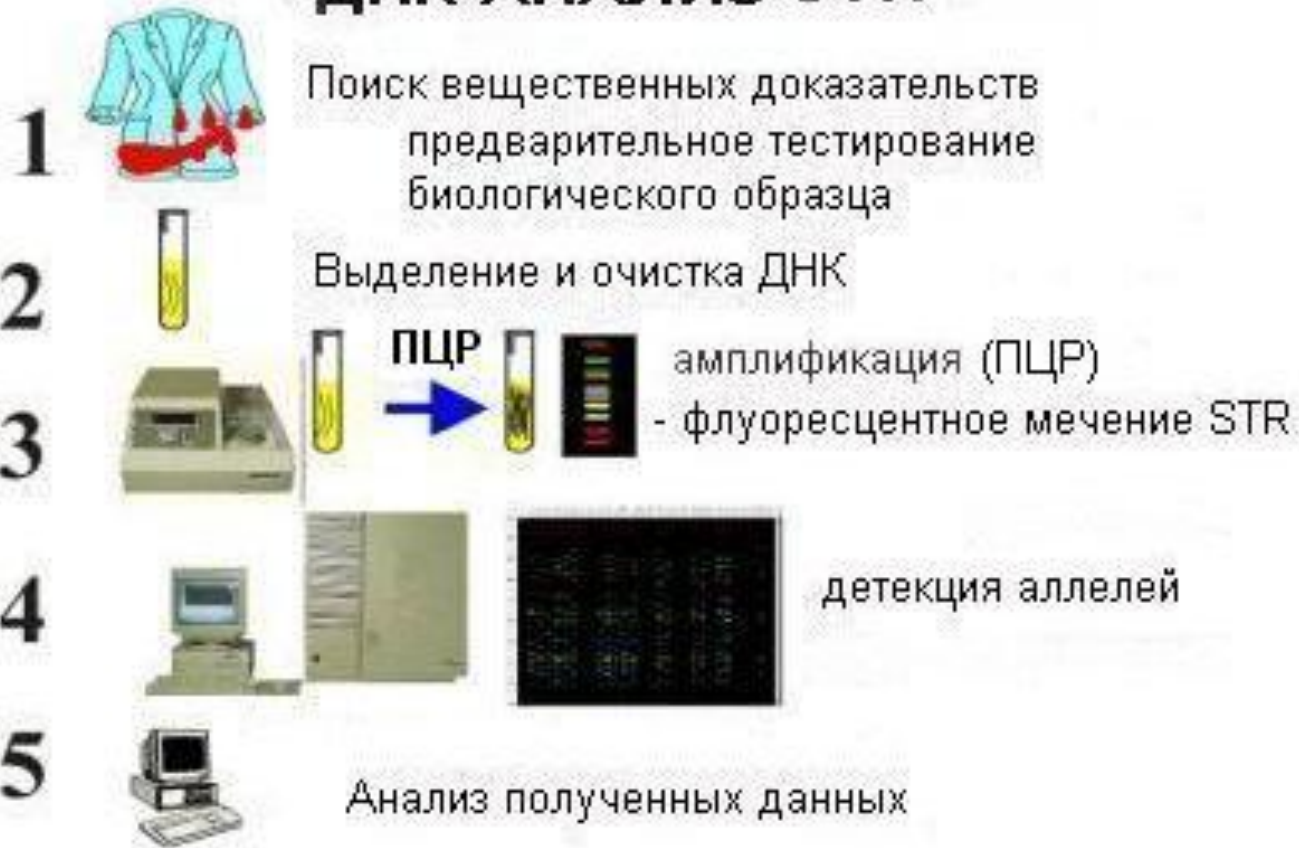 1
Поиск вещественных доказательств
предварительное тестирование
биологического образца
2
Выделение и очистка ДНК
3
ПЦР
амплификация (ПЦР)
- флуоресцентное мечение STR
4
детекция аллелей
5
Анализ полученных данных